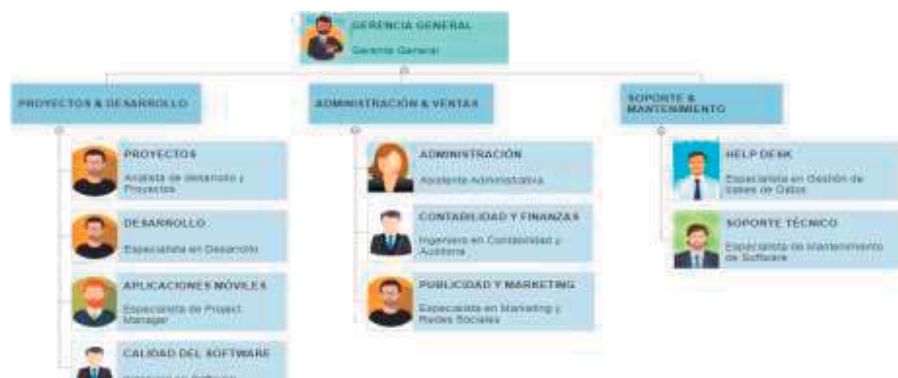 GERENCIA GENERAL
Gerente General
PROYECTOS & DESARROLLO
ADMINISTRACIÓN & VENTAS
SOPORTE &
MANTENIMIENTO
PROYECTOS
Analista de desarrollo y
Proyectos
DESARROLLO
Especialista en Desarrollo
APLICACIONES MÓVILES
Especialista de Project
Manager
CALIDAD DEL SOFTWARE
ADMINISTRACIÓN
Asistente Administrativa
CONTABILIDAD Y FINANZAS
Ingeniero en Contabilidad y
Auditoria
PUBLICIDAD Y MARKETING
Especialista en Marketing y
Redes Sociales
HELP DESK
Especialista en Gestión de
bases de Datos
SOPORTE TÉCNICO
Especialista de Mantenimiento
de Software